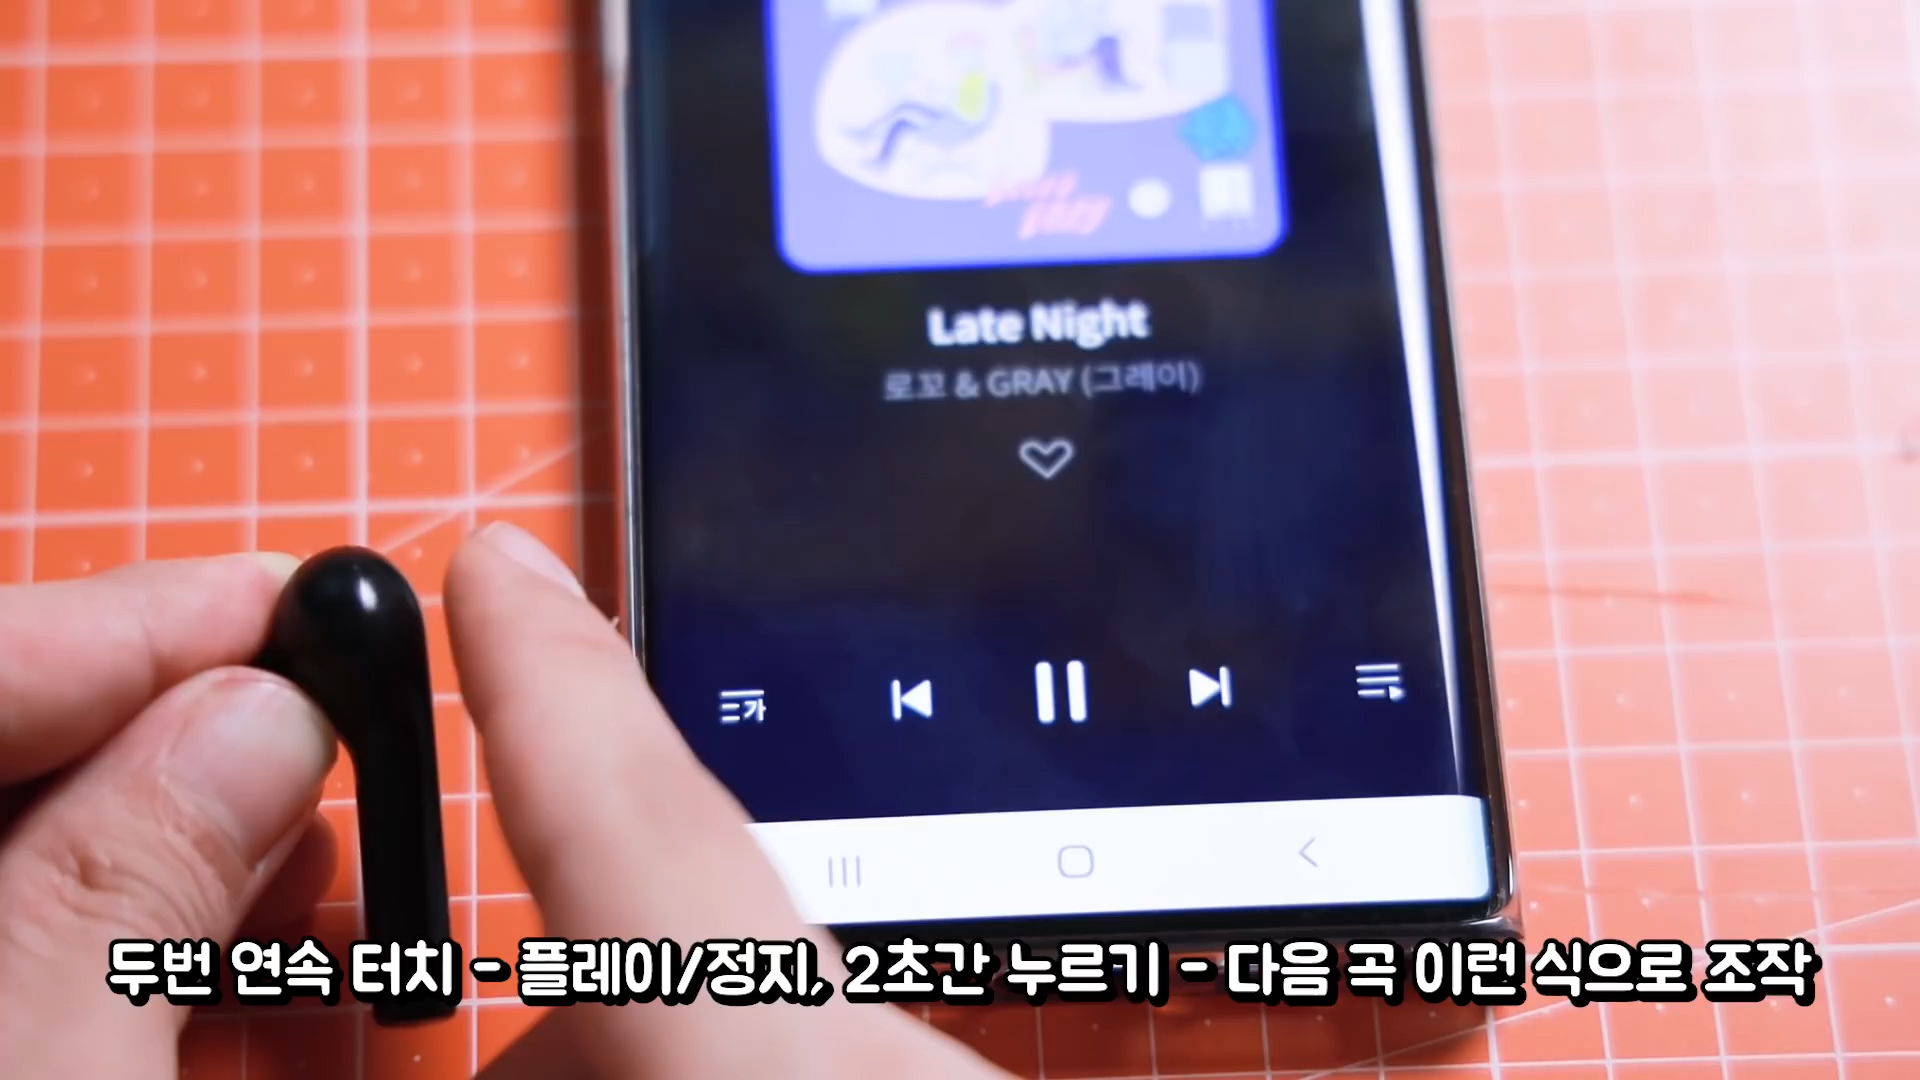 Late Night
로꼬 & GRAY (그레이)
가
두번 연속 터치 - 플레이/정지, 2초간 누르기 - 다음 곡 이런 식으로 조작